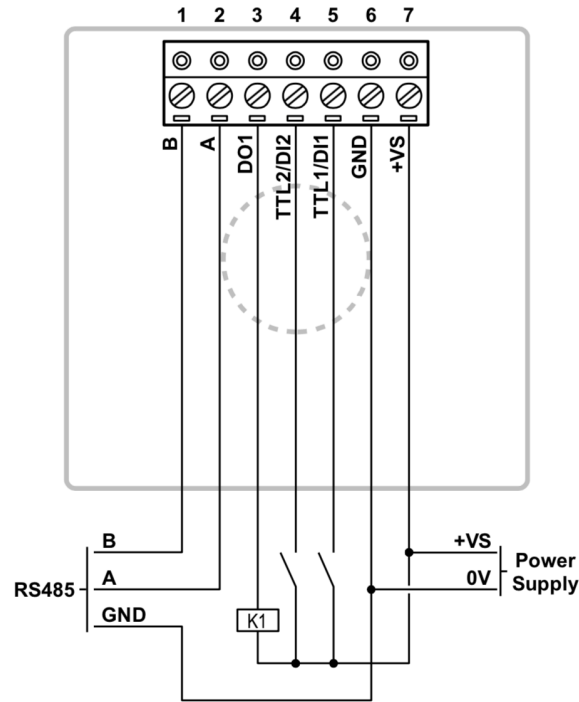 1 2 3 4 5 6 7
B A DO1 TTL2/DI2 TTL1/DI1 GND +VS
B
+VS
Power
RS485
A
0V
Supply
GND
K1